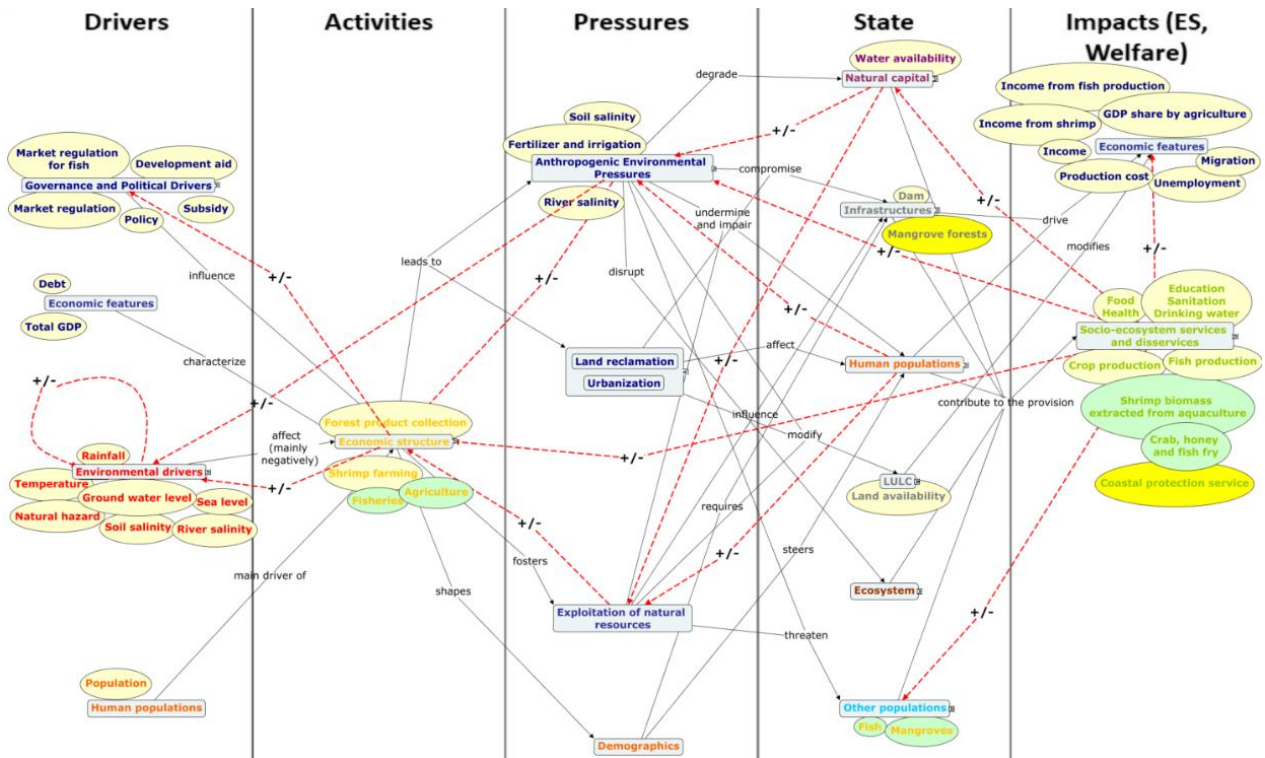 Drivers
Activities
Pressures
State
Impacts (ES,
Welfare)
Market regulation
for fish
Development aid
Governance and Political Drivers
Market regulation
Policy
Subsidy
influence
+/-
Debt
Economic features
Total GDP
characterize
+/-
Rainfall
Environmental drivers
Temperature
Ground water level
Sea level
Natural hazard
Soil salinity
River salinity
affect
(mainly
negatively)
+/-
+/-
main driver of
Population
Human populations
Forest product collection
Economic structure
Shrimp farming
Fisheries
Agriculture
leads to
shapes
fosters
+/-
+/-
Soil salinity
Fertilizer and irrigation
Anthropogenic Environmental
Pressures
River salinity
degrade
+/-
compromise
undermine
and impair
disrupt
+/-
Land reclamation
Urbanization
affect
+/-
influence
modify
+/-
requires
steers
+/-
Exploitation of natural
resources
threaten
Demographics
Water availability
Natural capital
Dam
Infrastructures
Mangrove forests
drive
+/-
+/-
modifies
+/-
Human populations
contribute to the provision
LULC
Land availability
Ecosystem
+/-
Other populations
Fish
Mangroves
Income from fish production
GDP share by agriculture
Income from shrimp
Economic features
Income
Migration
Production cost
Unemployment
Food
Health
Education
Sanitation
Drinking water
Socio-ecosystem services
and disservices
Crop production
Fish production
Shrimp biomass
extracted from aquaculture
Crab, honey
and fish fry
Coastal protection service